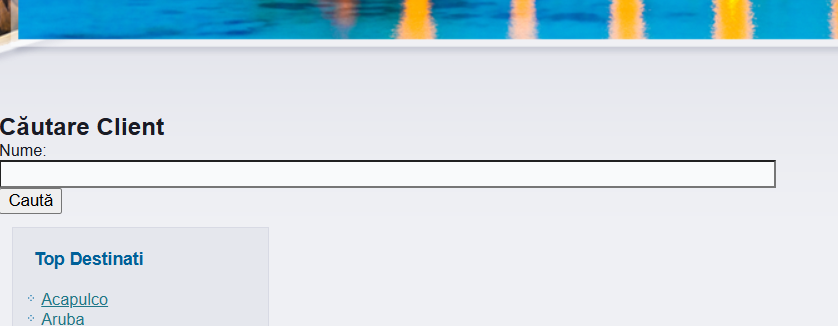 Căutare Client
Nume:
Caută
Top Destinati
Acapulco
Aruba